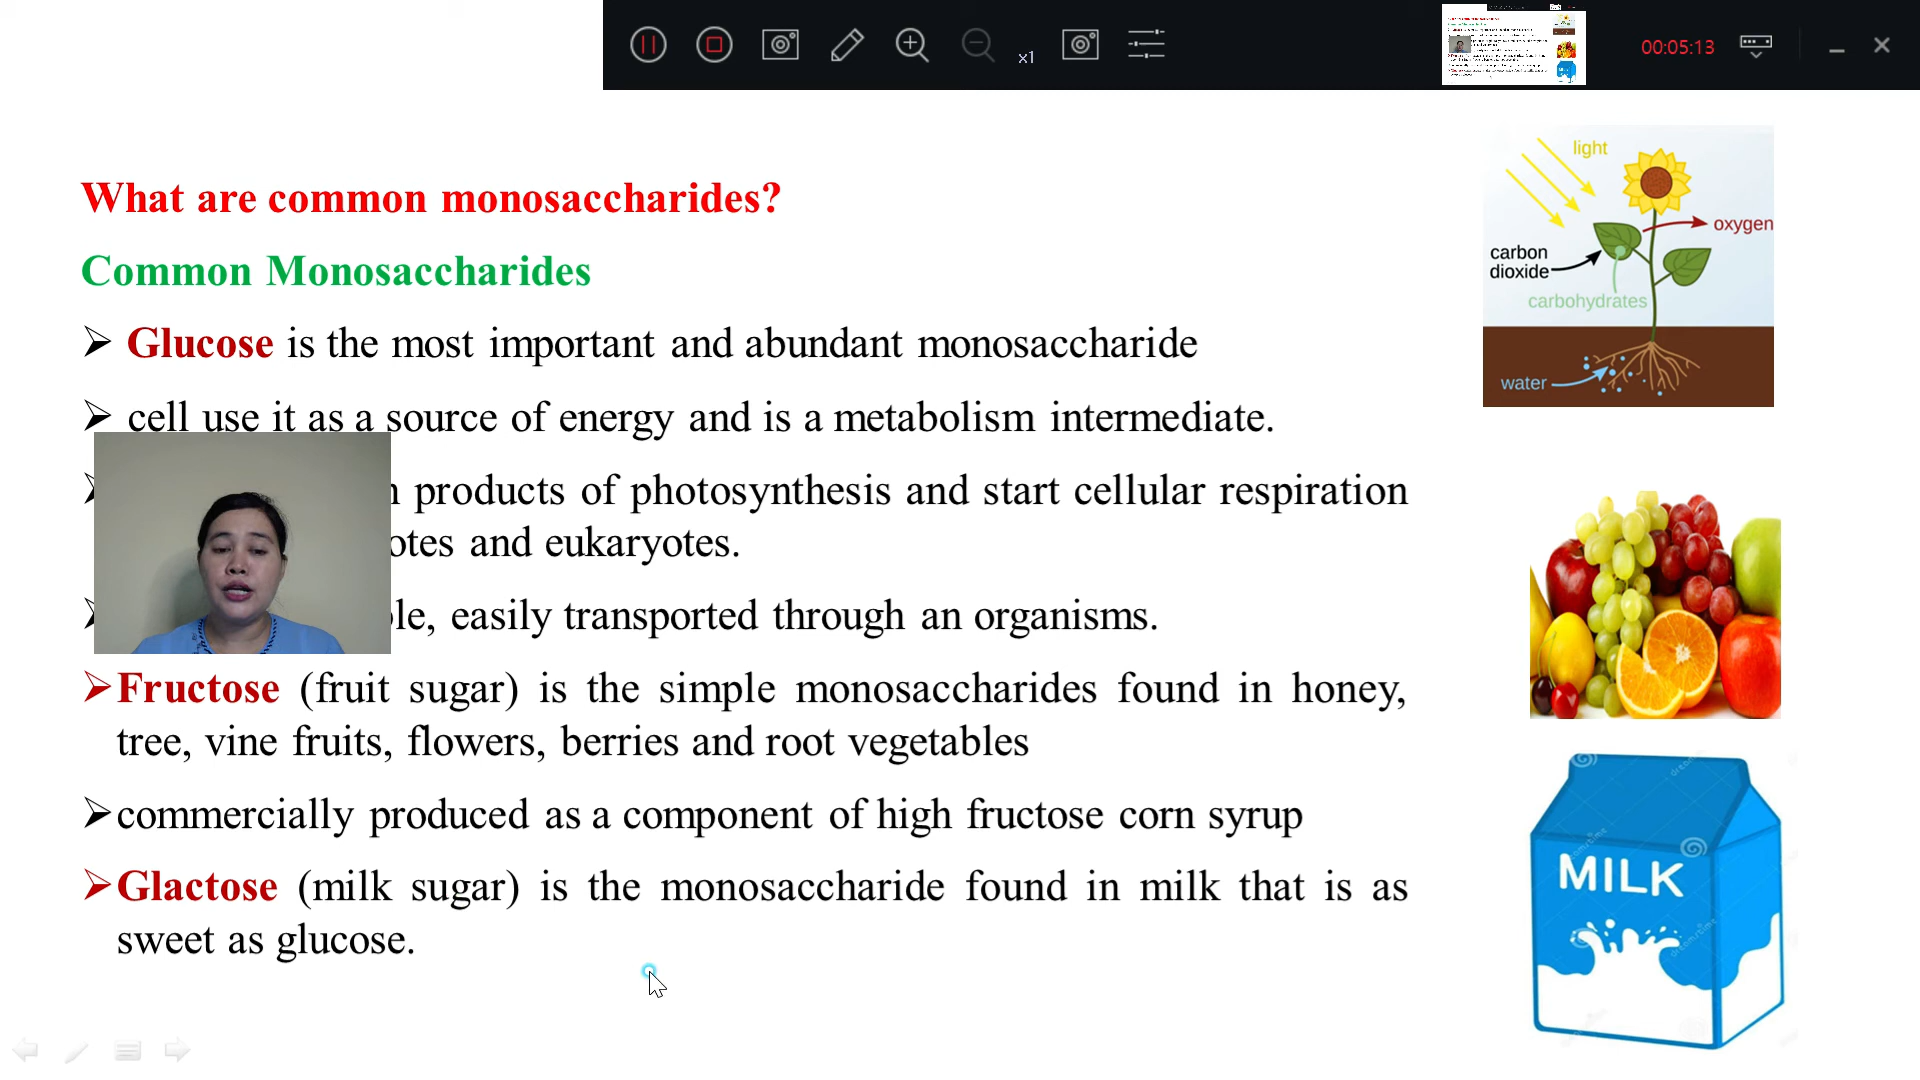 x1
00:05:13
What are common monosaccharides?
Common Monosaccharides
Glucose is the most important and abundant monosaccharide
cell use it as a source of energy and is a metabolism intermediate.
products of photosynthesis and start cellular respiration
and eukaryotes.
easily transported through an organisms.
Fructose (fruit sugar) is the simple monosaccharides found in honey,
tree, vine fruits, flowers, berries and root vegetables
commercially produced as a component of high fructose corn syrup
Glactose (milk sugar) is the monosaccharide found in milk that is as
sweet as glucose.
light
oxygen
carbon
dioxide
carbohydrates
water
MILK